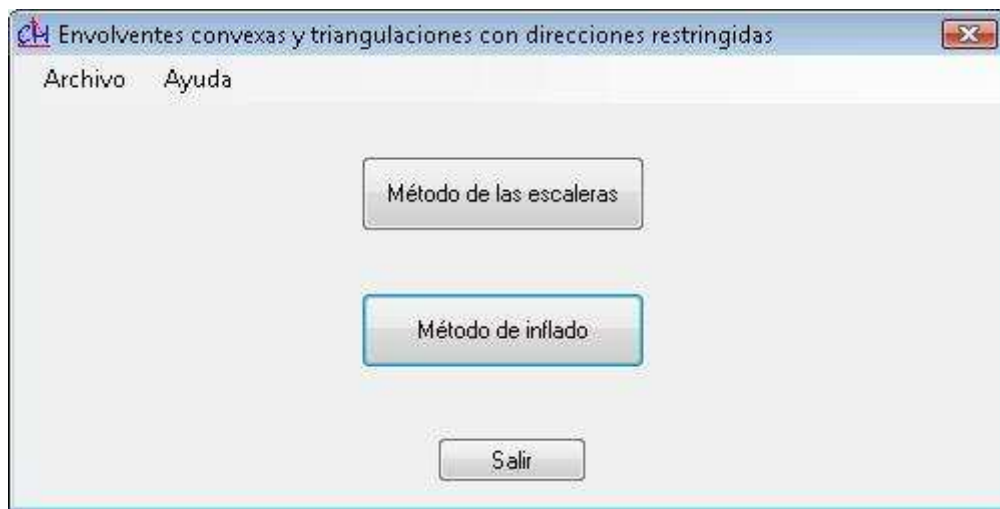 CH Envolventes convexas y triangulaciones con direcciones restringidas
Archivo Ayuda
Método de las escaleras
Método de inflado
Salir